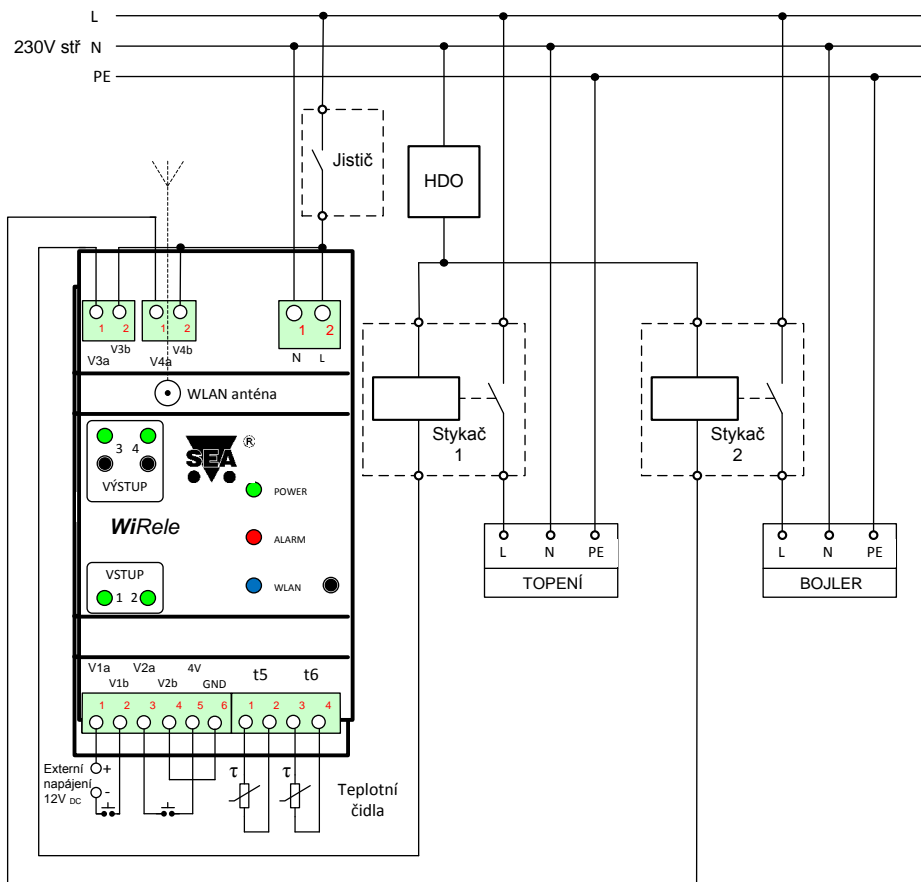 L
230V stř N
PE
Jistič
HDO
1 2 1 2 1 2
V3b V4b
V3a V4a N L
WLAN anténa
3 4
VÝSTUP
SEA ®
POWER
WiRele
ALARM
VSTUP
1 2
WLAN
Stykač
1
Stykač
2
L N PE
TOPENÍ
L N PE
BOJLER
V1a V2a 4V t5 t6
V1b V2b GND
1 2 3 4 5 6 1 2 3 4
Externí
napájení
12V DC
+
-
τ τ
Teplotní
čidla